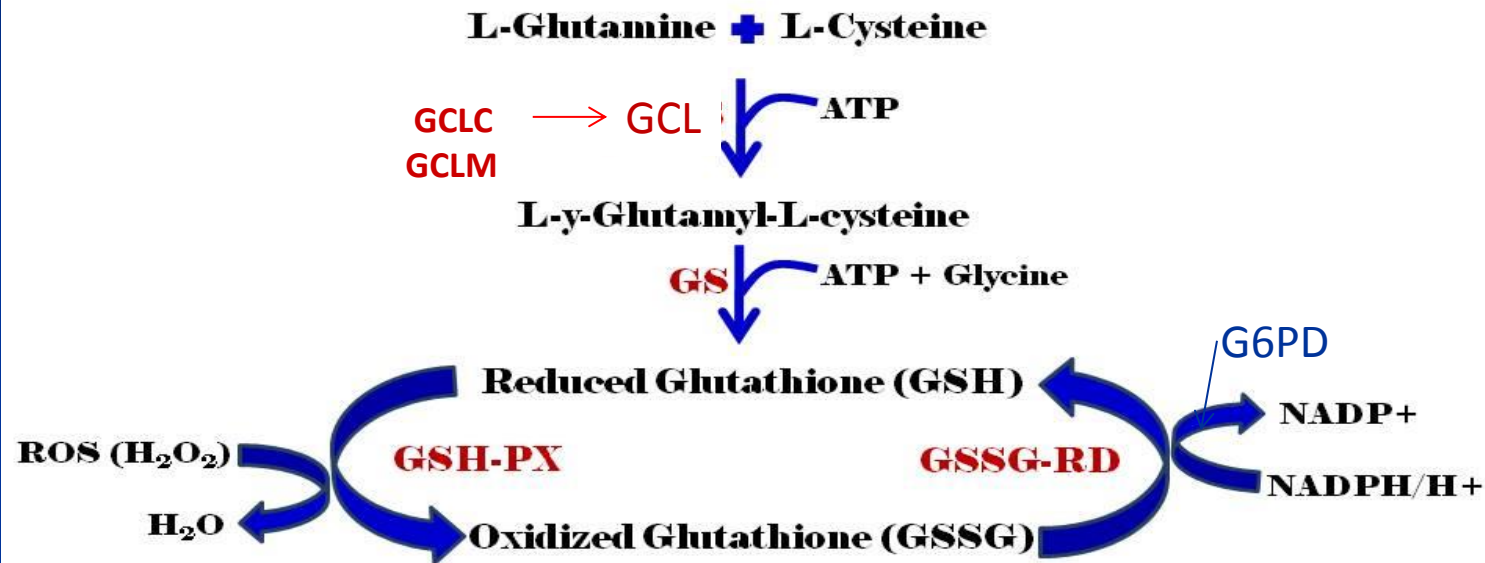 L-Glutamine + L-Cysteine
GCLC
GCLM
GCL
ATP
L-y-Glutamyl-L-cysteine
GS
ATP + Glycine
G6PD
Reduced Glutathione (GSH)
NADP+
ROS (H₂O₂)
GSH-PX
GSSG-RD
NADPH/H+
H₂O
Oxidized Glutathione (GSSG)